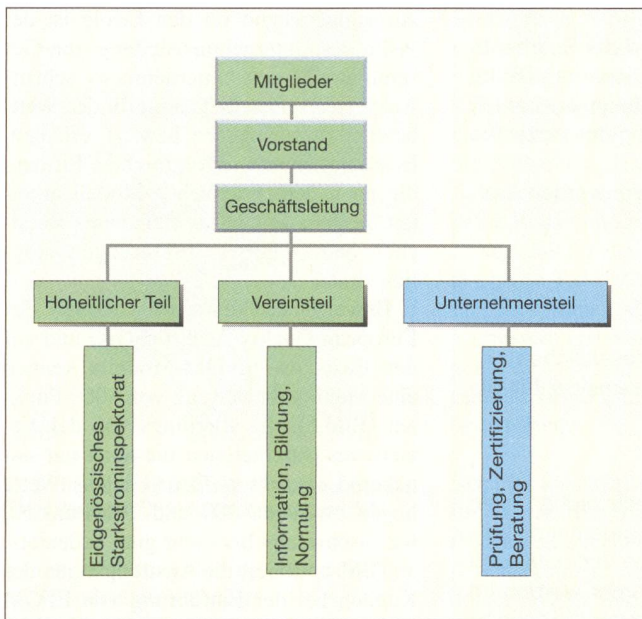 Mitglieder
Vorstand
Geschäftsleitung
Hoheitlicher Teil
Vereinsteil
Unternehmensteil
Eidgenössisches
Starkstrominspektorat
Information, Bildung,
Normung
Prüfung, Zertifizierung,
Beratung